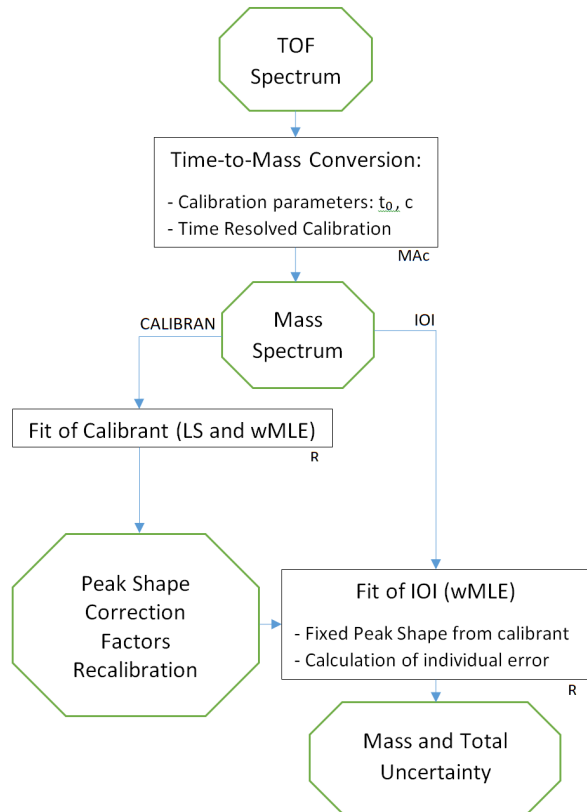 TOF
Spectrum
Time-to-Mass Conversion:
- Calibration parameters: t₀, c
- Time Resolved Calibration
MAc
CALIBRAN
Mass
Spectrum
IOI
Fit of Calibrant (LS and wMLE)
R
Peak Shape
Correction
Factors
Recalibration
Fit of IOI (wMLE)
- Fixed Peak Shape from calibrant
- Calculation of individual error
R
Mass and Total
Uncertainty